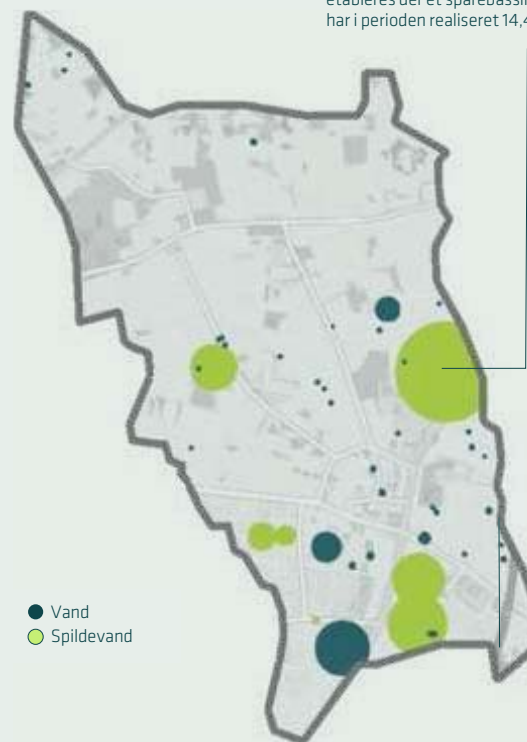 etableres der et sparebassin
har i perioden realiseret 14,4
Vand
Spildevand